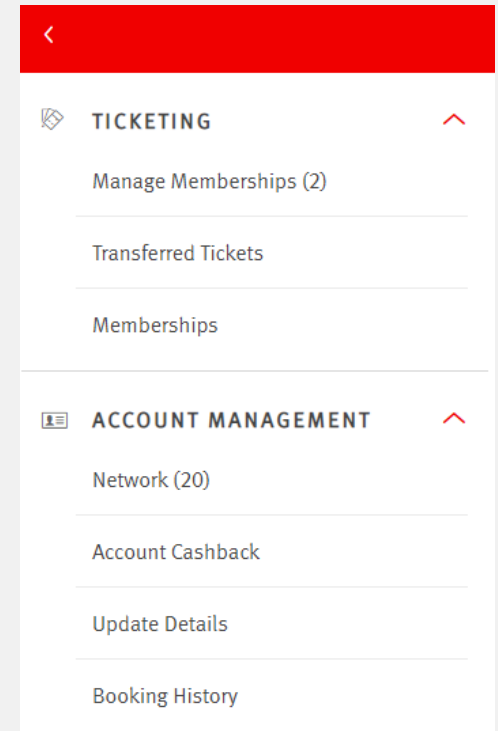 TICKETING
Manage Memberships (2)
Transferred Tickets
Memberships
ACCOUNT MANAGEMENT
Network (20)
Account Cashback
Update Details
Booking History